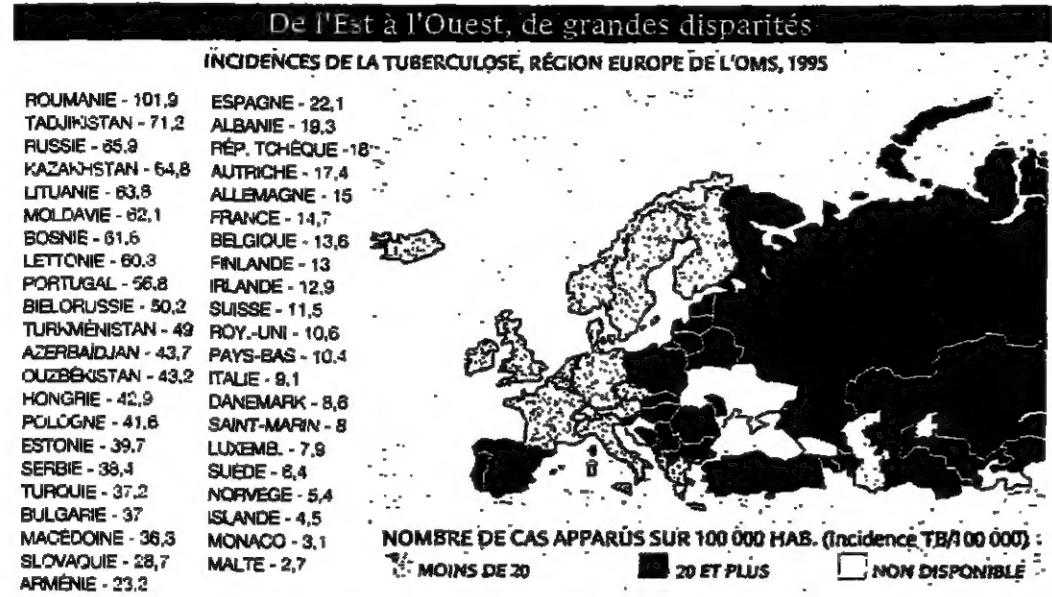 De l'Est à l'Ouest, de grandes disparités
INCIDENCES DE LA TUBERCULOSE, RÉGION EUROPE DE L'OMS, 1995
ROUMANIE - 101,9
TADJIKISTAN - 71,2
RUSSIE - 65,9
KAZAKHSTAN - 64,8
LITUANIE - 63,8
MOLDAVIE - 62,1
BOSNIE - 61,6
LETTONIE - 60,3
PORTUGAL - 56,8
BIELORUSSIE - 50,2
TURKMÉNISTAN - 49
AZERBAÏDJAN - 43,7
OUZBÉKISTAN - 43,2
HONGRIE - 42,9
POLOGNE - 41,6
ESTONIE - 39,7
SERBIE - 38,4
TURQUIE - 37,2
BULGARIE - 37
MACÉDOINE - 36,3
SLOVAQUIE - 28,7
ARMÉNIE - 23,2
ESPAGNE - 22,1
ALBANIE - 19,3
RÉP. TCHÈQUE - 18
AUTRICHE - 17,4
ALLEMAGNE - 15
FRANCE - 14,7
BELGIQUE - 13,6
FINLANDE - 13
IRLANDE - 12,9
SUISSE - 11,5
ROY.-UNI - 10,6
PAYS-BAS - 10,4
ITALIE - 9,1
DANEMARK - 8,6
SAINT-MARIN - 8
LUXEMB. - 7,9
SUÈDE - 6,4
NORVÈGE - 5,4
ISLANDE - 4,5
MONACO - 3,1
MALTE - 2,7
NOMBRE DE CAS APPARUS SUR 100 000 HAB. (Incidence TB/100 000) :
MOINS DE 20
20 ET PLUS
NON DISPONIBLE